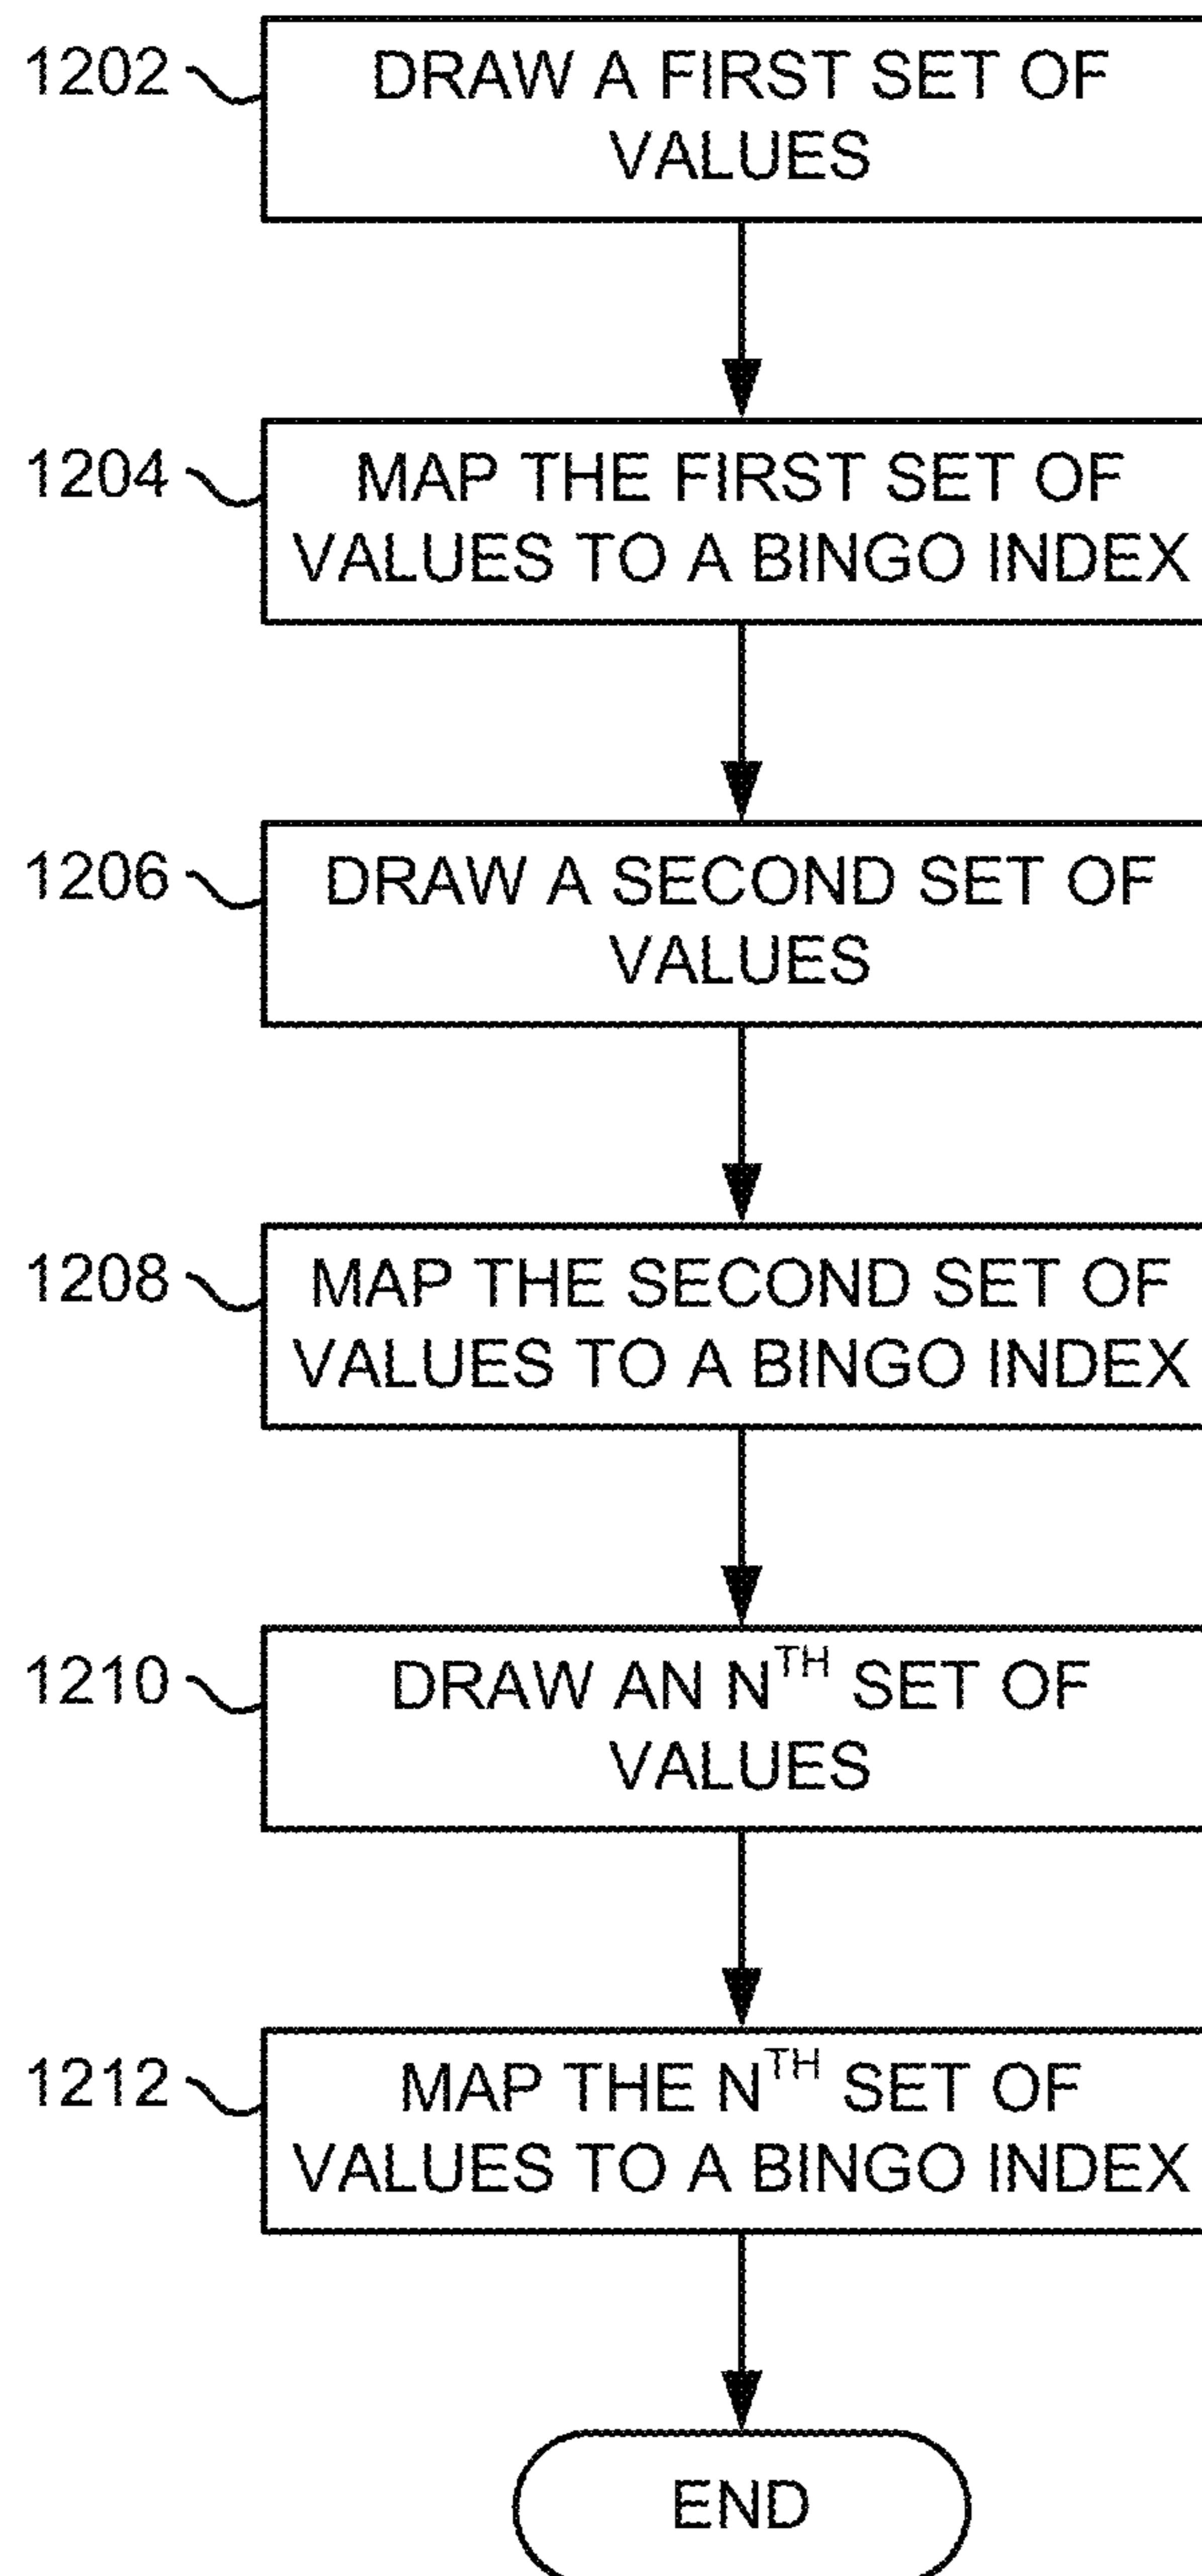 1202
DRAW A FIRST SET OF
VALUES
1204
MAP THE FIRST SET OF
VALUES TO A BINGO INDEX
1206
DRAW A SECOND SET OF
VALUES
1208
MAP THE SECOND SET OF
VALUES TO A BINGO INDEX
1210
DRAW AN N^TH SET OF
VALUES
1212
MAP THE N^TH SET OF
VALUES TO A BINGO INDEX
END